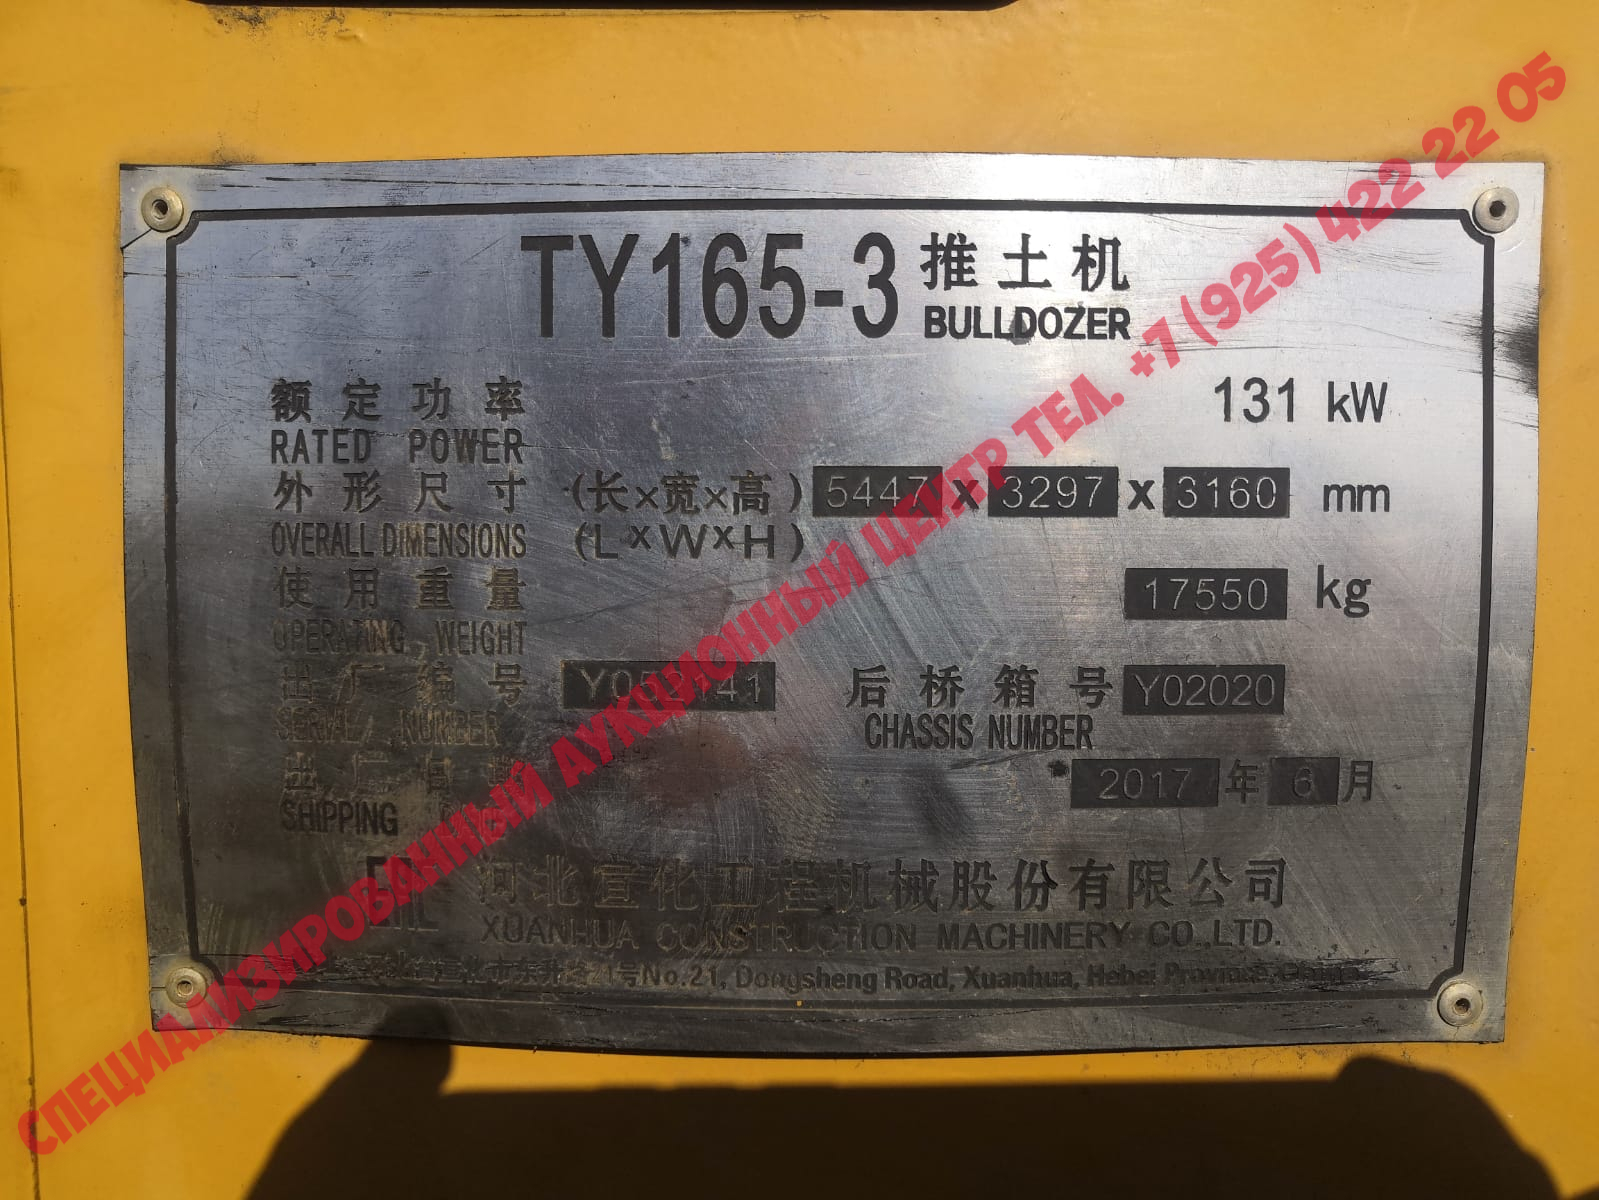 TY165-3 推土机
BULLDOZER
额定功率 131 kW
RATED POWER
外形尺寸 (长×宽×高) 5447 x 3297 x 3160 mm
OVERALL DIMENSIONS (L×W×H)
使用重量 17550 kg
OPERATING WEIGHT
出厂编号 后桥箱号 Y02020
SERIAL NUMBER CHASSIS NUMBER
出厂 2017 年 6 月
SHIPPING
河北宣化工程机械股份有限公司
XUANHUA CONSTRUCTION MACHINERY CO.,LTD.
No.21, Dongsheng Road, Xuanhua, Hebei Province China
СПЕЦИАЛИЗИРОВАННЫЙ АУКЦИОННЫЙ ЦЕНТР ТЕЛ. +7 (925) 422 22 05